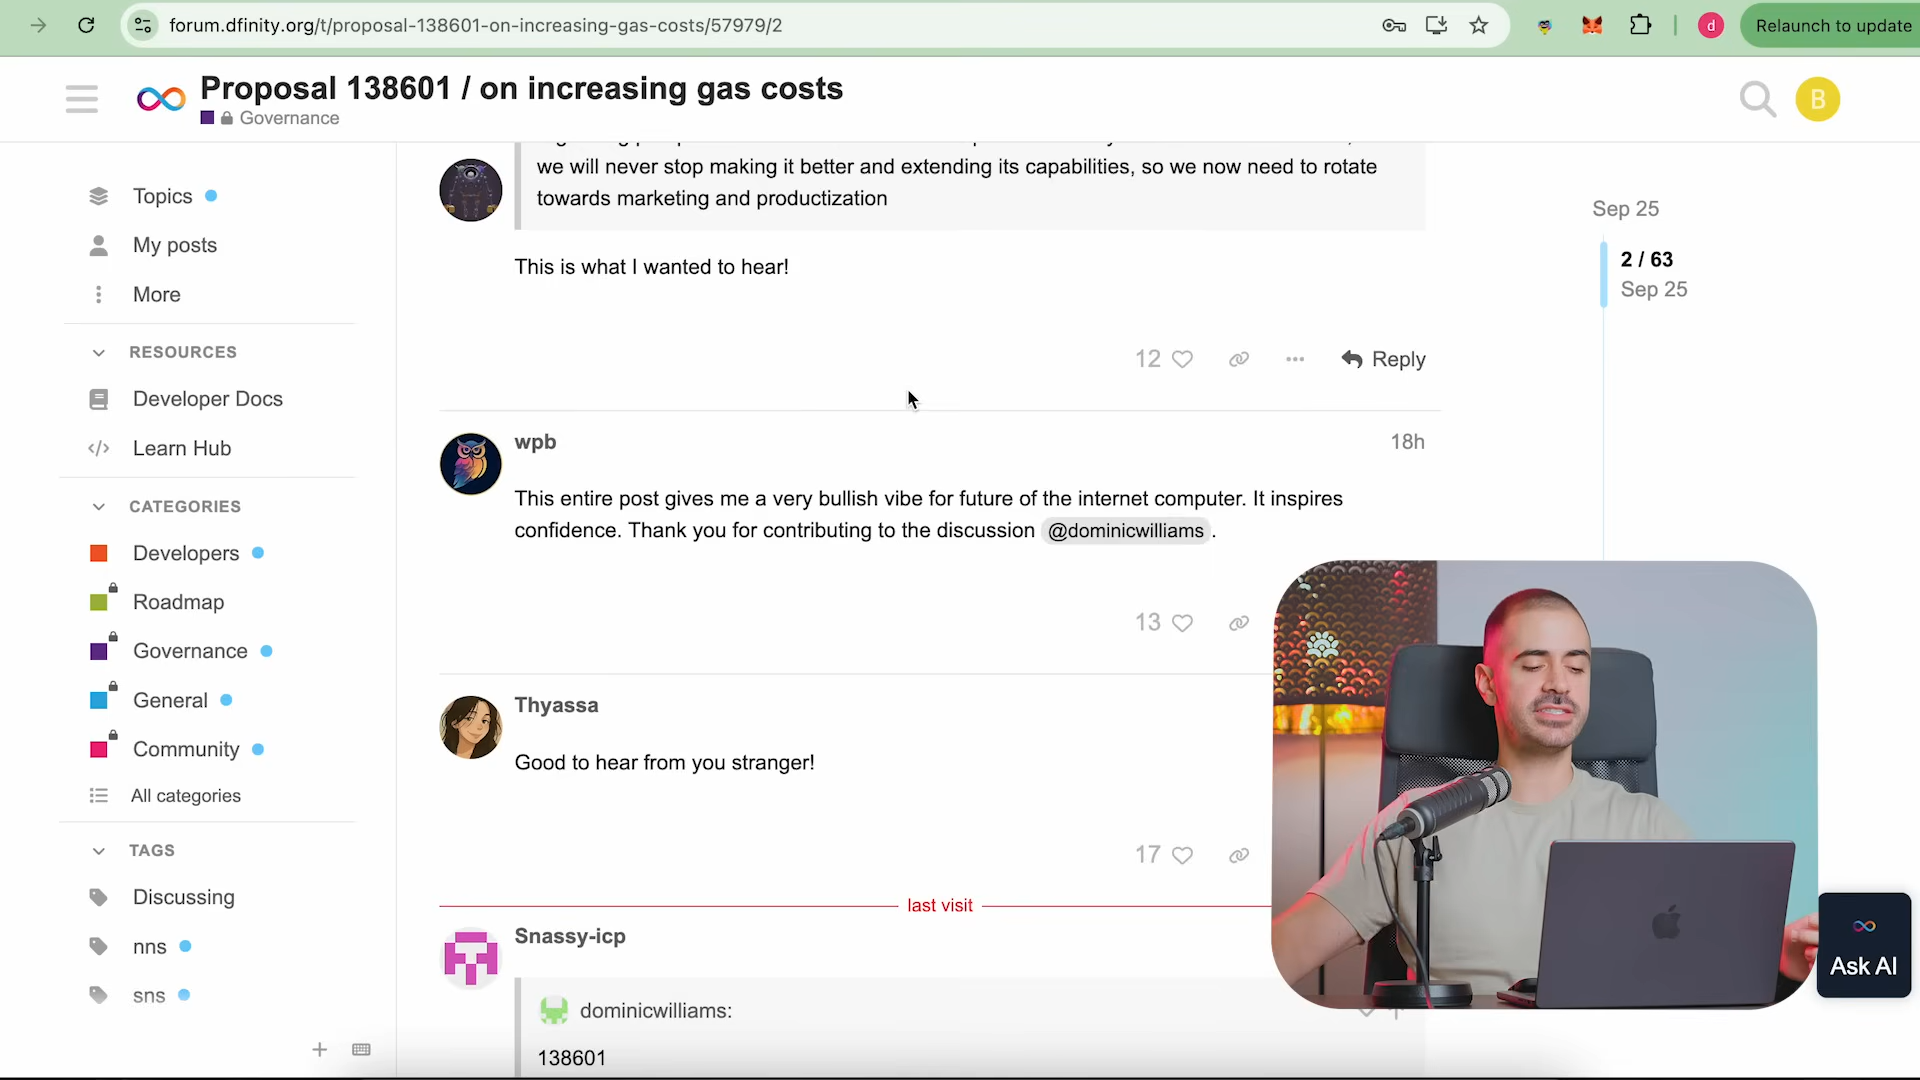 forum.dfinity.org/t/proposal-138601-on-increasing-gas-costs/57979/2
d
Relaunch to update
Proposal 138601 / on increasing gas costs
Governance
B
Topics
My posts
More
RESOURCES
Developer Docs
Learn Hub
CATEGORIES
Developers
Roadmap
Governance
General
Community
All categories
TAGS
Discussing
nns
sns
we will never stop making it better and extending its capabilities, so we now need to rotate
towards marketing and productization
This is what I wanted to hear!
12
Reply
wpb
18h
This entire post gives me a very bullish vibe for future of the internet computer. It inspires
confidence. Thank you for contributing to the discussion @dominicwilliams .
13
Thyassa
Good to hear from you stranger!
17
last visit
Snassy-icp
dominicwilliams:
138601
Sep 25
2 / 63
Sep 25
Ask AI